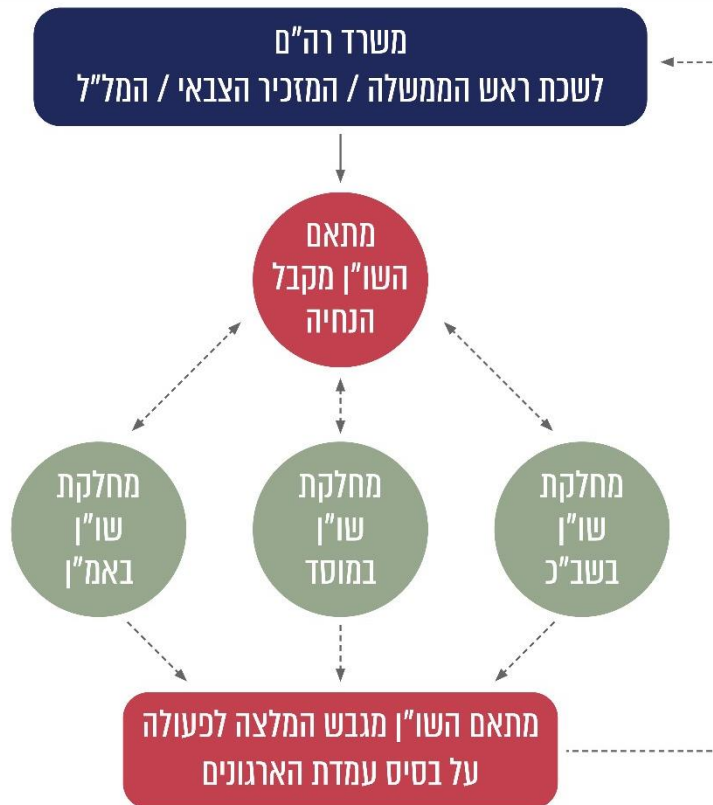 משרד רה"ם
לשכת ראש הממשלה / המזכיר הצבאי / המל"ל
מתאם
השו"ן מקבל
הנחיה
מחלקת
שו"ן
בשב"כ
מחלקת
שו"ן
במוסד
מחלקת
שו"ן
באמ"ן
מתאם השו"ן מגבש המלצה לפעולה
על בסיס עמדת הארגונים